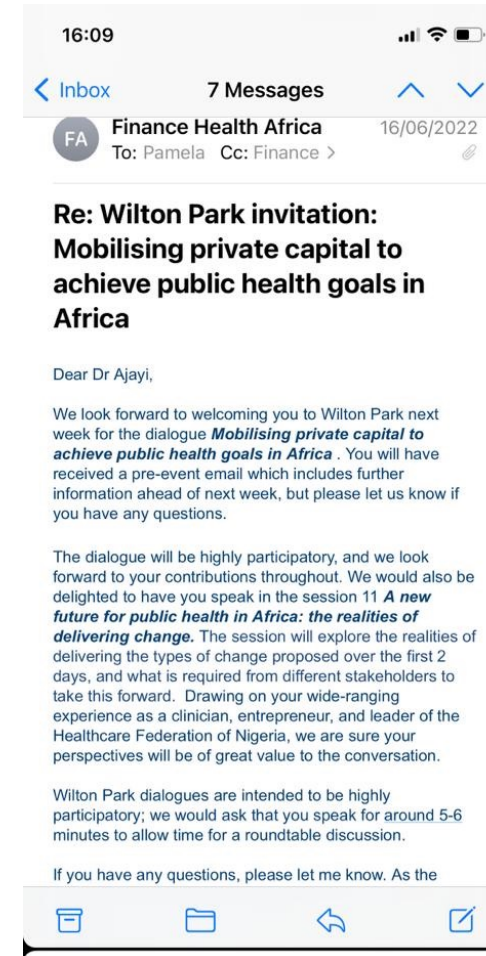 16:09
Inbox
7 Messages
FA
Finance Health Africa
16/06/2022
To: Pamela Cc: Finance >
Re: Wilton Park invitation:
Mobilising private capital to
achieve public health goals in
Africa
Dear Dr Ajayi,
We look forward to welcoming you to Wilton Park next
week for the dialogue Mobilising private capital to
achieve public health goals in Africa . You will have
received a pre-event email which includes further
information ahead of next week, but please let us know if
you have any questions.
The dialogue will be highly participatory, and we look
forward to your contributions throughout. We would also be
delighted to have you speak in the session 11 A new
future for public health in Africa: the realities of
delivering change. The session will explore the realities of
delivering the types of change proposed over the first 2
days, and what is required from different stakeholders to
take this forward. Drawing on your wide-ranging
experience as a clinician, entrepreneur, and leader of the
Healthcare Federation of Nigeria, we are sure your
perspectives will be of great value to the conversation.
Wilton Park dialogues are intended to be highly
participatory; we would ask that you speak for around 5-6
minutes to allow time for a roundtable discussion.
If you have any questions, please let me know. As the